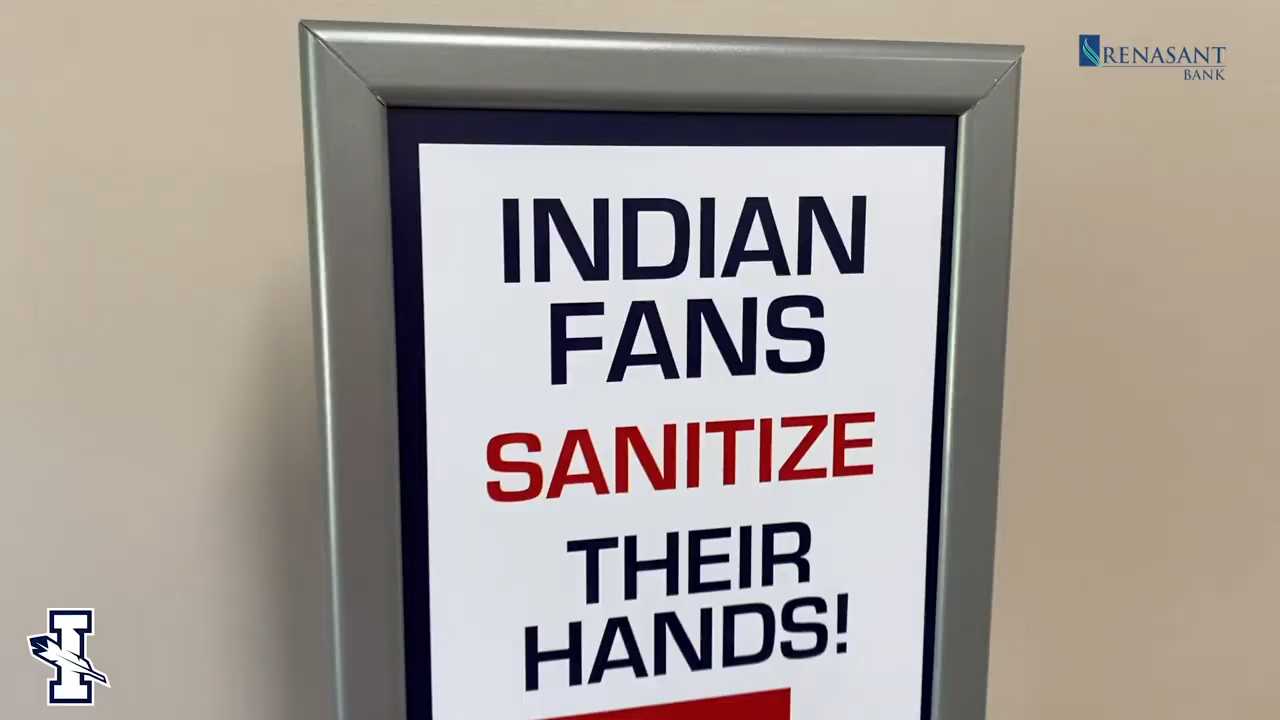 RENASANT
BANK
INDIAN
FANS
SANITIZE
THEIR
HANDS!
I